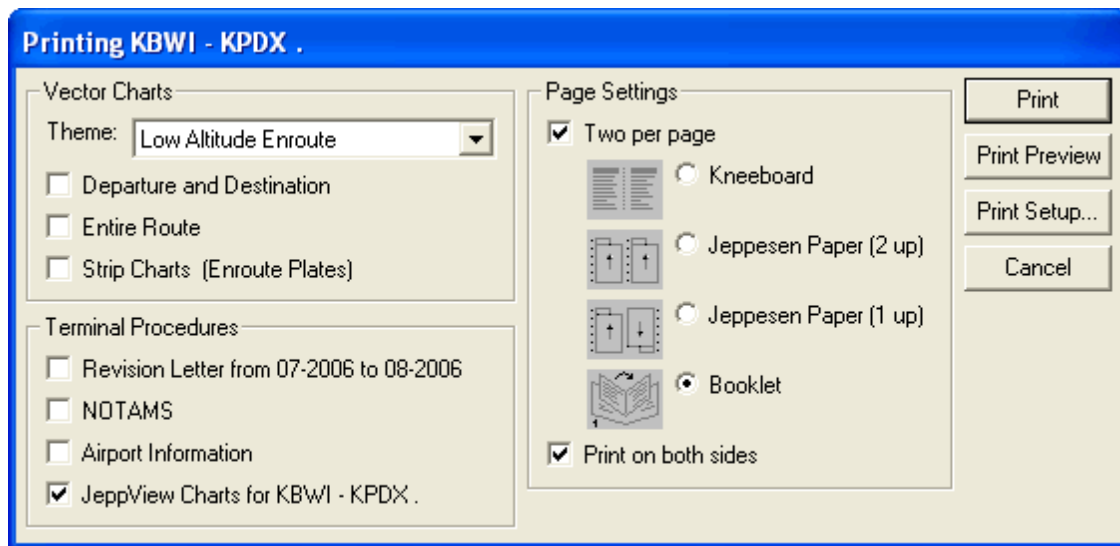 Printing KBWI - KPDX .
Vector Charts
Theme: Low Altitude Enroute
Departure and Destination
Entire Route
Strip Charts (Enroute Plates)
Terminal Procedures
Revision Letter from 07-2006 to 08-2006
NOTAMS
Airport Information
JeppView Charts for KBWI - KPDX .
Page Settings
Two per page
Kneeboard
Jeppesen Paper (2 up)
Jeppesen Paper (1 up)
1
Booklet
Print on both sides
Print
Print Preview
Print Setup...
Cancel